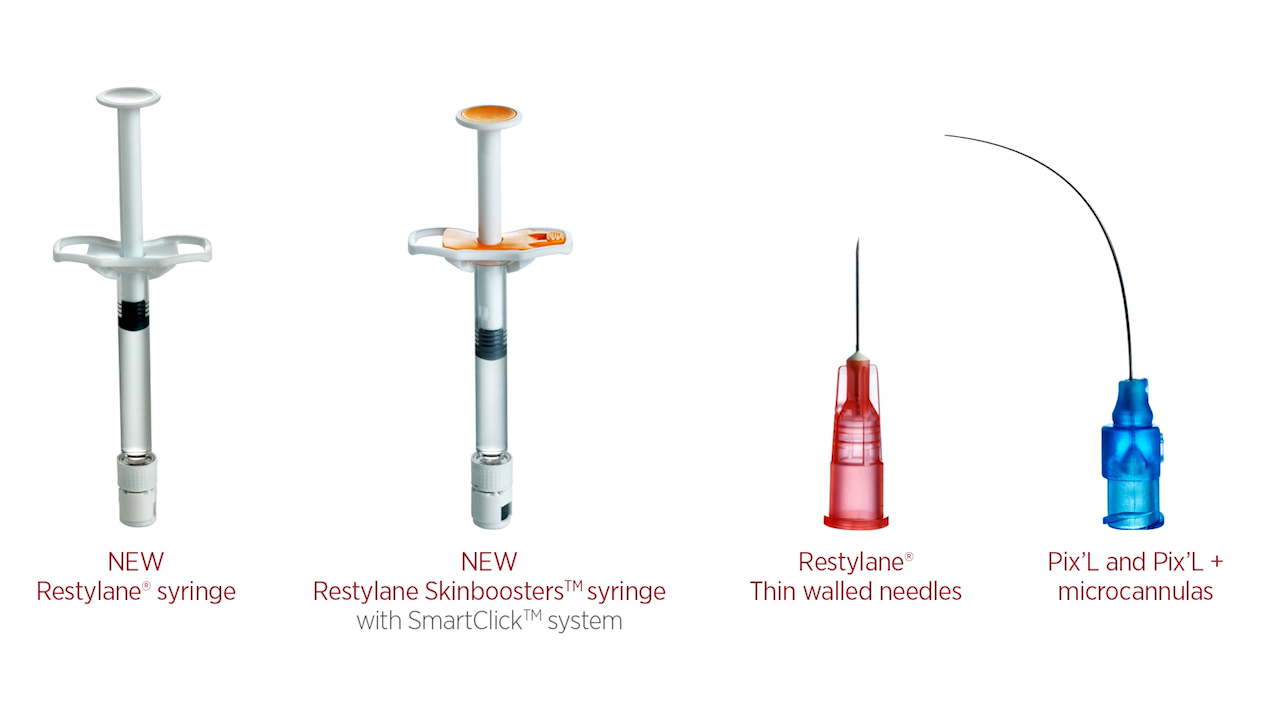 NEW
Restylane® syringe
NEW
Restylane Skinboosters™ syringe
with SmartClick™ system
Restylane®
Thin walled needles
Pix’L and Pix’L +
microcannulas